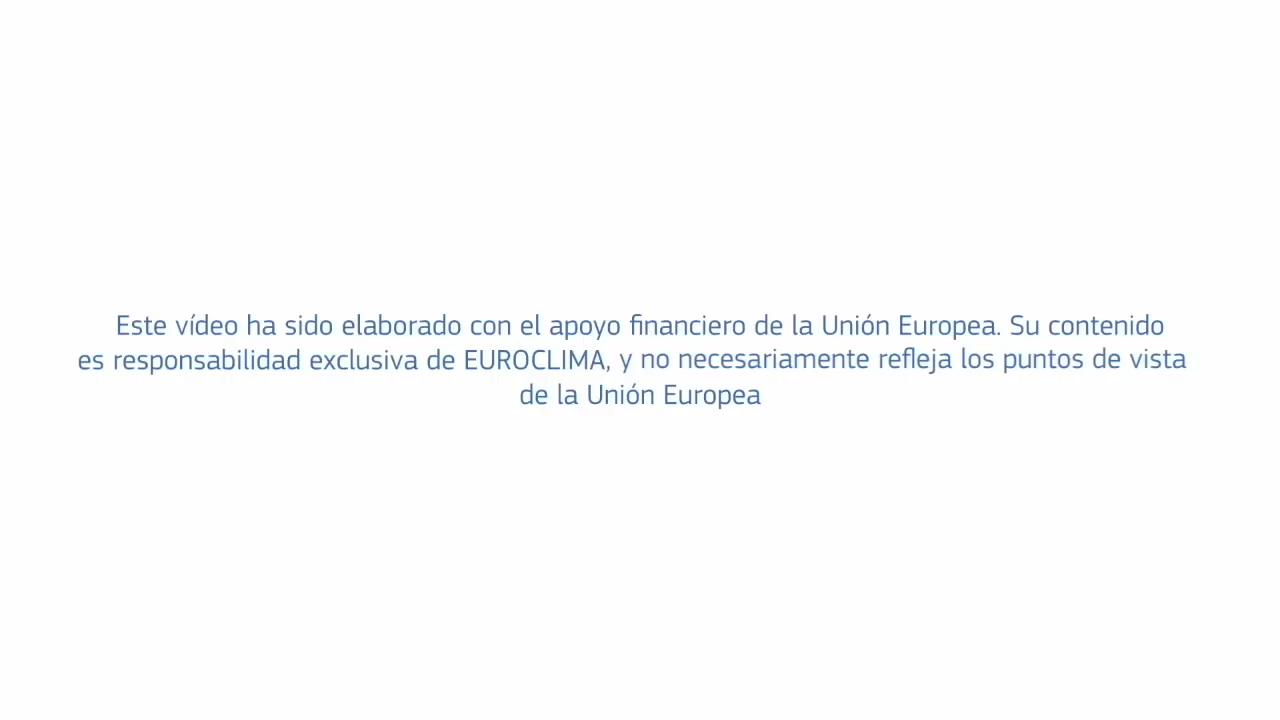 Este vídeo ha sido elaborado con el apoyo financiero de la Unión Europea. Su contenido
es responsabilidad exclusiva de EUROCLIMA, y no necesariamente refleja los puntos de vista
de la Unión Europea